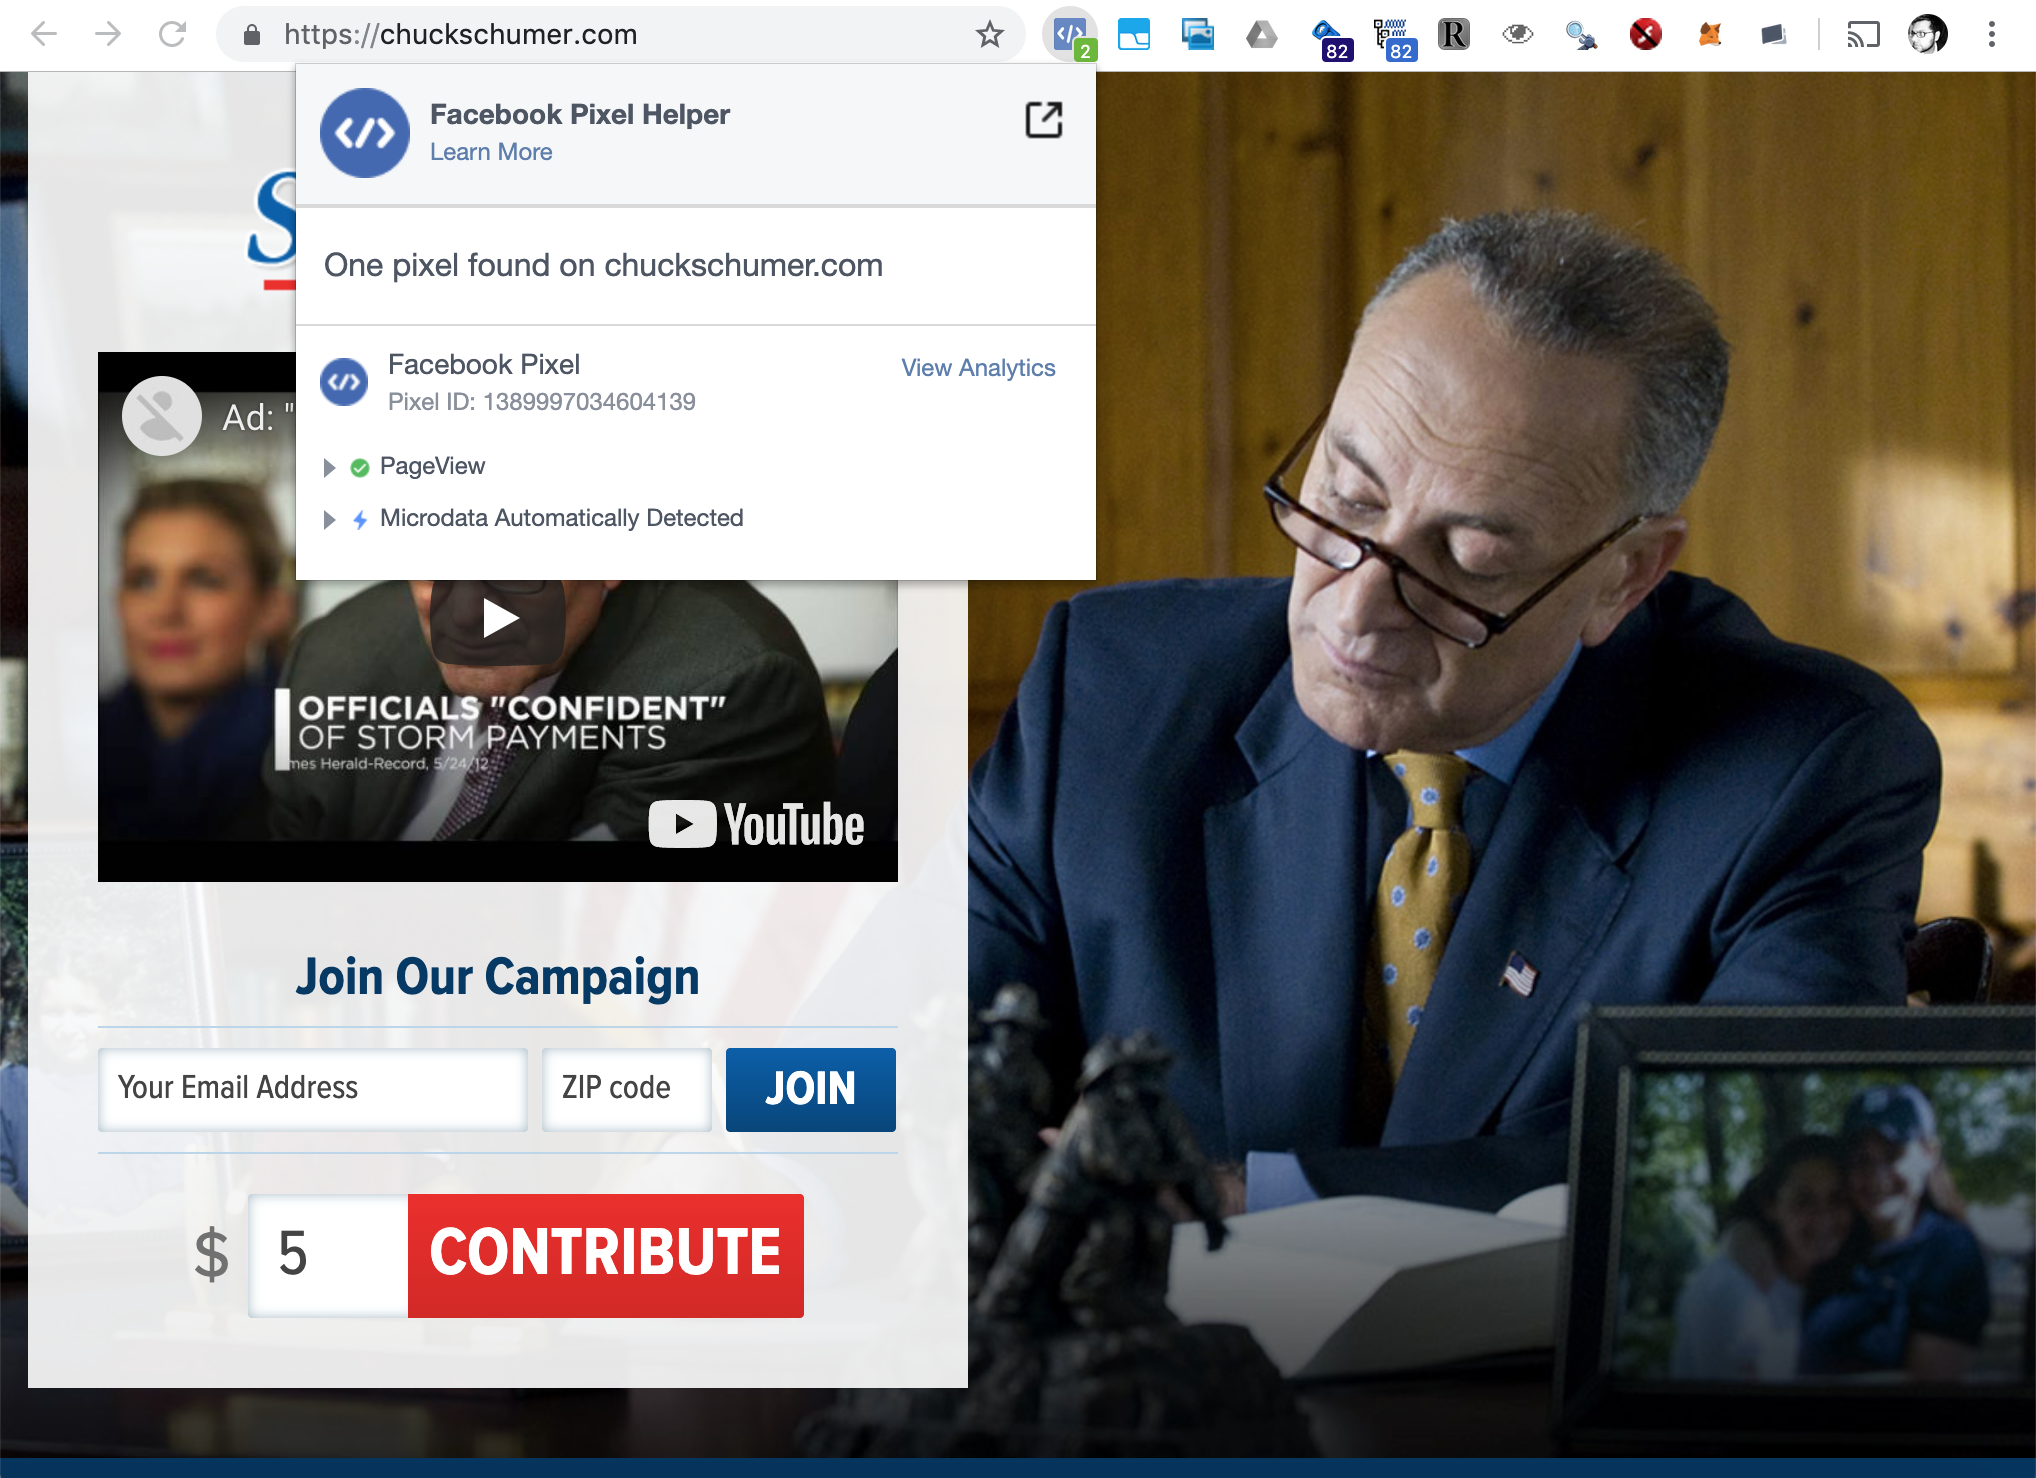 https://chuckschumer.com
2
82
82
R
Facebook Pixel Helper
Learn More
One pixel found on chuckschumer.com
Facebook Pixel
View Analytics
Pixel ID: 1389997034604139
PageView
Microdata Automatically Detected
S
Ad: "
OFFICIALS "CONFIDENT"
OF STORM PAYMENTS
mes Herald-Record, 5/24/12
YouTube
Join Our Campaign
Your Email Address
ZIP code
JOIN
$ 5
CONTRIBUTE